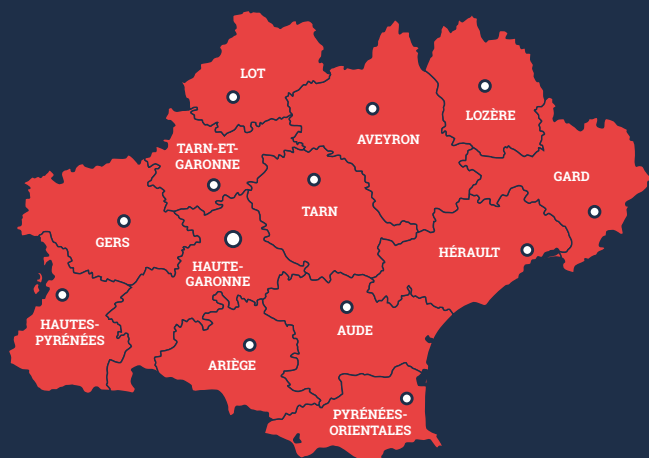 LOT
LOZÈRE
AVEYRON
TARN-ET-
GARONNE
GARD
TARN
GERS
HÉRAULT
HAUTE-
GARONNE
HAUTES-
PYRÉNÉES
AUDE
ARIÈGE
PYRÉNÉES-
ORIENTALES